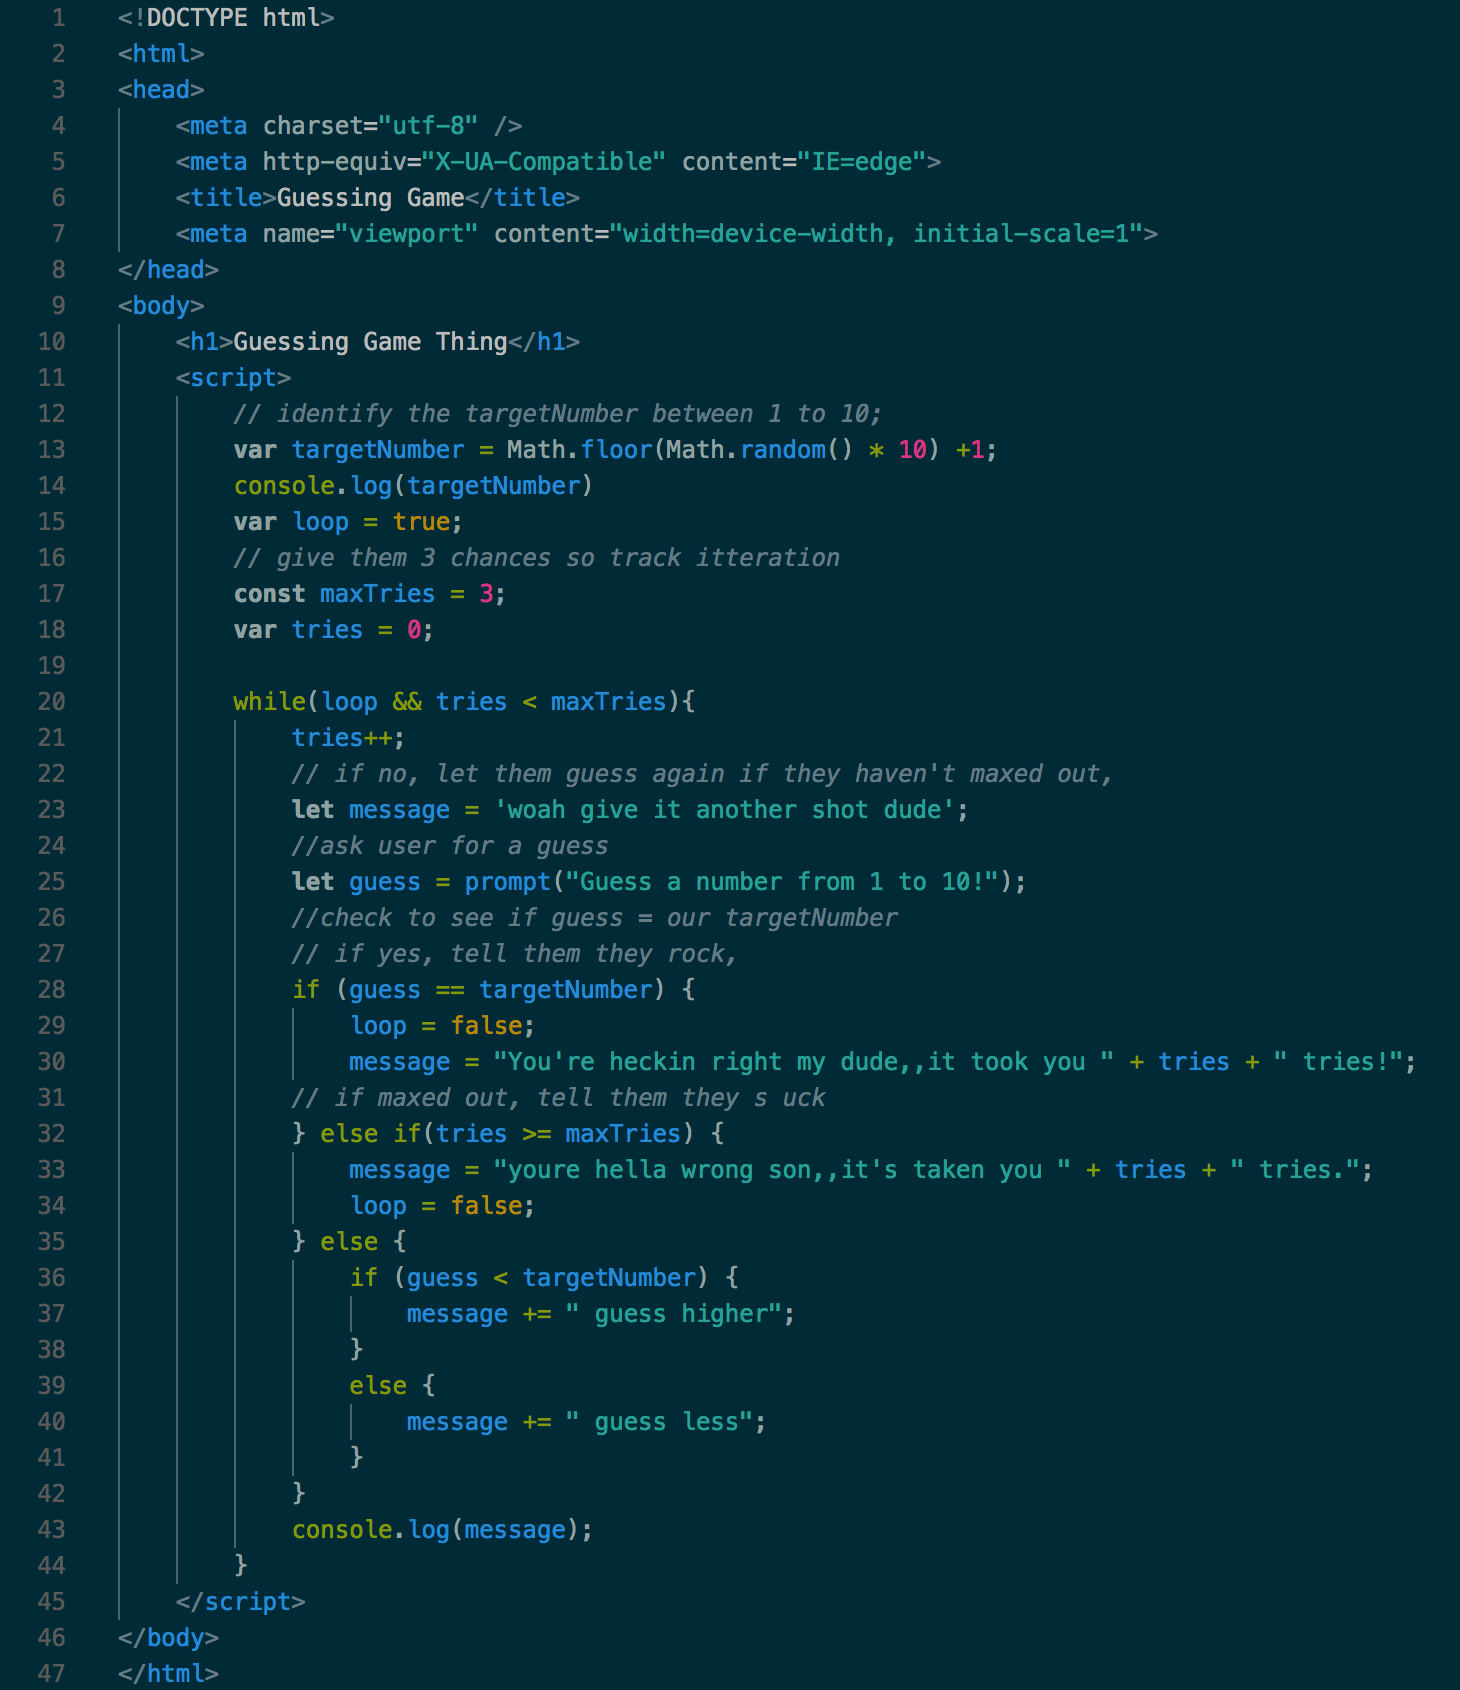 1 <!DOCTYPE html>
2 <html>
3 <head>
4     <meta charset="utf-8" />
5     <meta http-equiv="X-UA-Compatible" content="IE=edge">
6     <title>Guessing Game</title>
7     <meta name="viewport" content="width=device-width, initial-scale=1">
8 </head>
9 <body>
10     <h1>Guessing Game Thing</h1>
11     <script>
12         // identify the targetNumber between 1 to 10;
13         var targetNumber = Math.floor(Math.random() * 10) +1;
14         console.log(targetNumber)
15         var loop = true;
16         // give them 3 chances so track itteration
17         const maxTries = 3;
18         var tries = 0;
19
20         while(loop && tries < maxTries){
21             tries++;
22             // if no, let them guess again if they haven't maxed out,
23             let message = 'woah give it another shot dude';
24             //ask user for a guess
25             let guess = prompt("Guess a number from 1 to 10!");
26             //check to see if guess = our targetNumber
27             // if yes, tell them they rock,
28             if (guess == targetNumber) {
29                 loop = false;
30                 message = "You're heckin right my dude,,it took you " + tries + " tries!";
31             // if maxed out, tell them they s uck
32             } else if(tries >= maxTries) {
33                 message = "youre hella wrong son,,it's taken you " + tries + " tries.";
34                 loop = false;
35             } else {
36                 if (guess < targetNumber) {
37                     message += " guess higher";
38                 }
39                 else {
40                     message += " guess less";
41                 }
42             }
43             console.log(message);
44         }
45     </script>
46 </body>
47 </html>